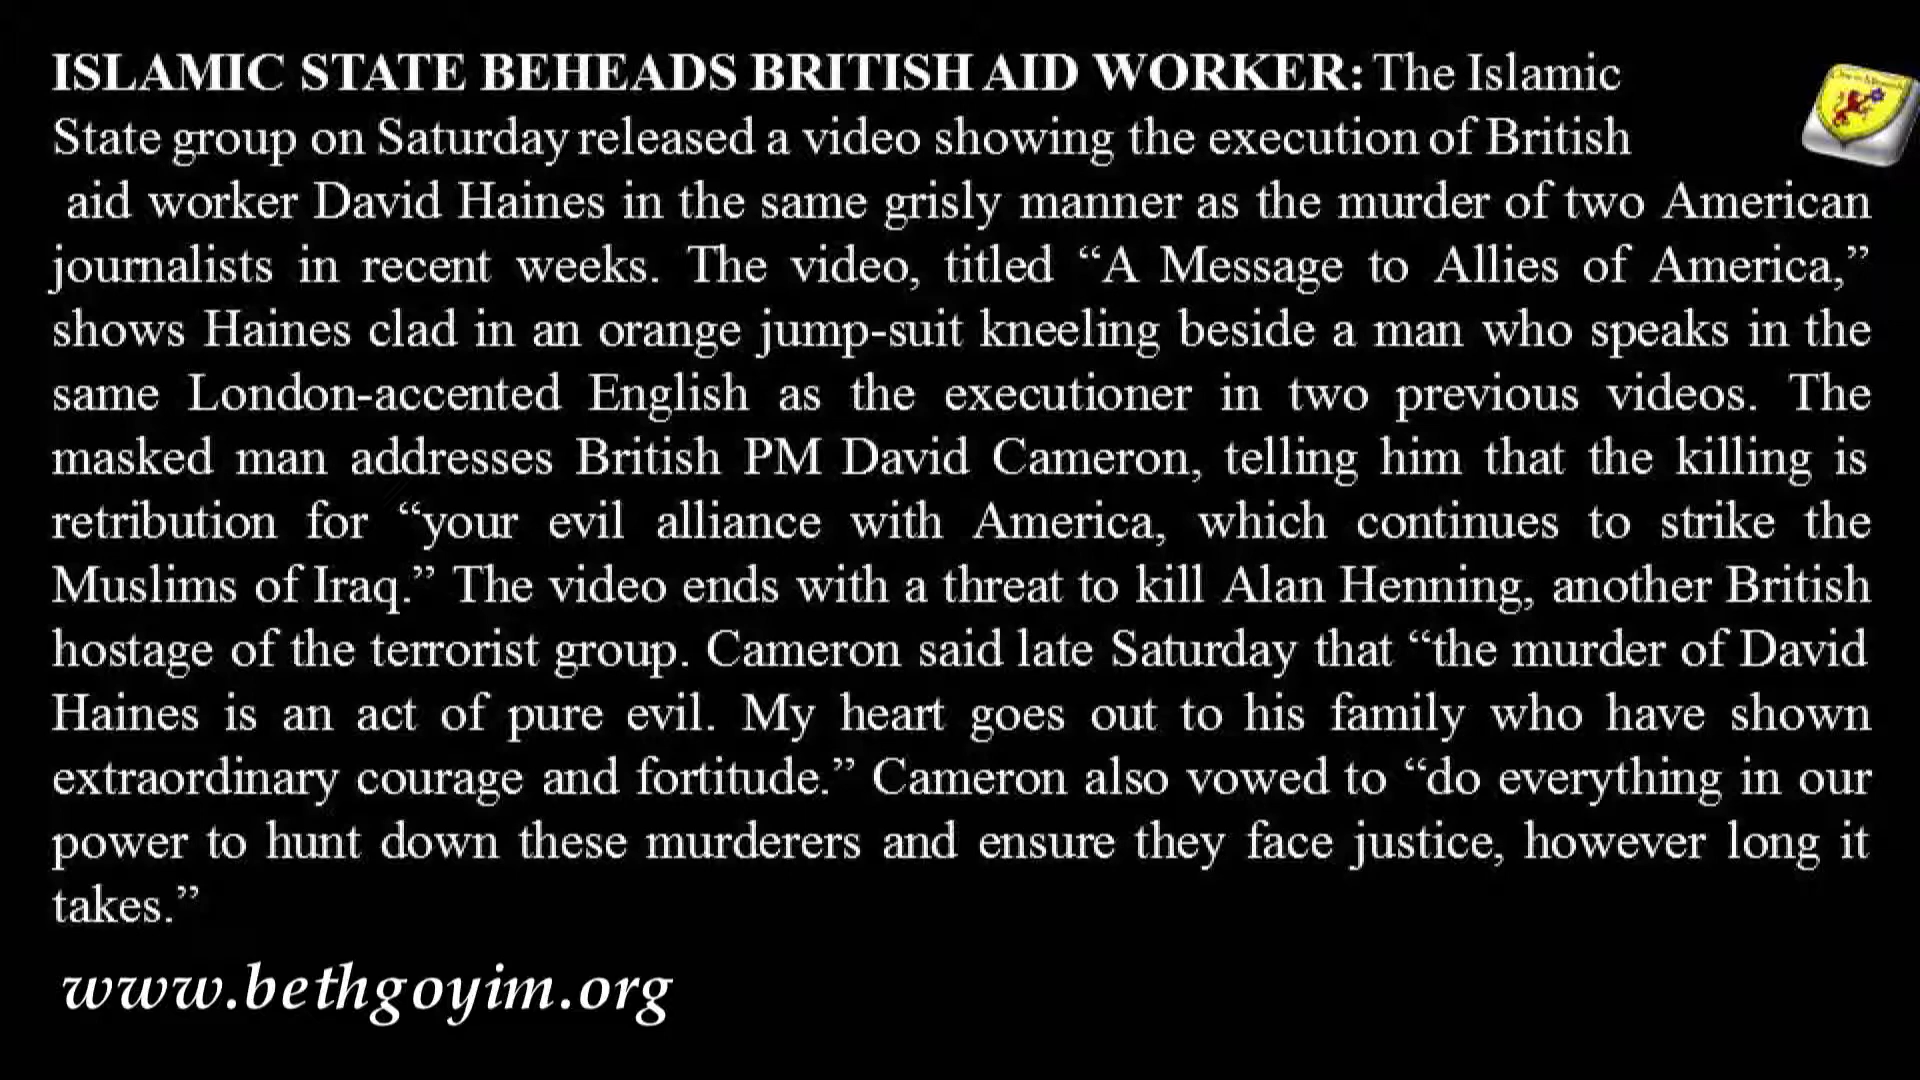 ISLAMIC STATE BEHEADS BRITISH AID WORKER: The Islamic
State group on Saturday released a video showing the execution of British
aid worker David Haines in the same grisly manner as the murder of two American
journalists in recent weeks. The video, titled “A Message to Allies of America,”
shows Haines clad in an orange jump-suit kneeling beside a man who speaks in the
same London-accented English as the executioner in two previous videos. The
masked man addresses British PM David Cameron, telling him that the killing is
retribution for “your evil alliance with America, which continues to strike the
Muslims of Iraq.” The video ends with a threat to kill Alan Henning, another British
hostage of the terrorist group. Cameron said late Saturday that “the murder of David
Haines is an act of pure evil. My heart goes out to his family who have shown
extraordinary courage and fortitude.” Cameron also vowed to “do everything in our
power to hunt down these murderers and ensure they face justice, however long it
takes.”
www.bethgoyim.org